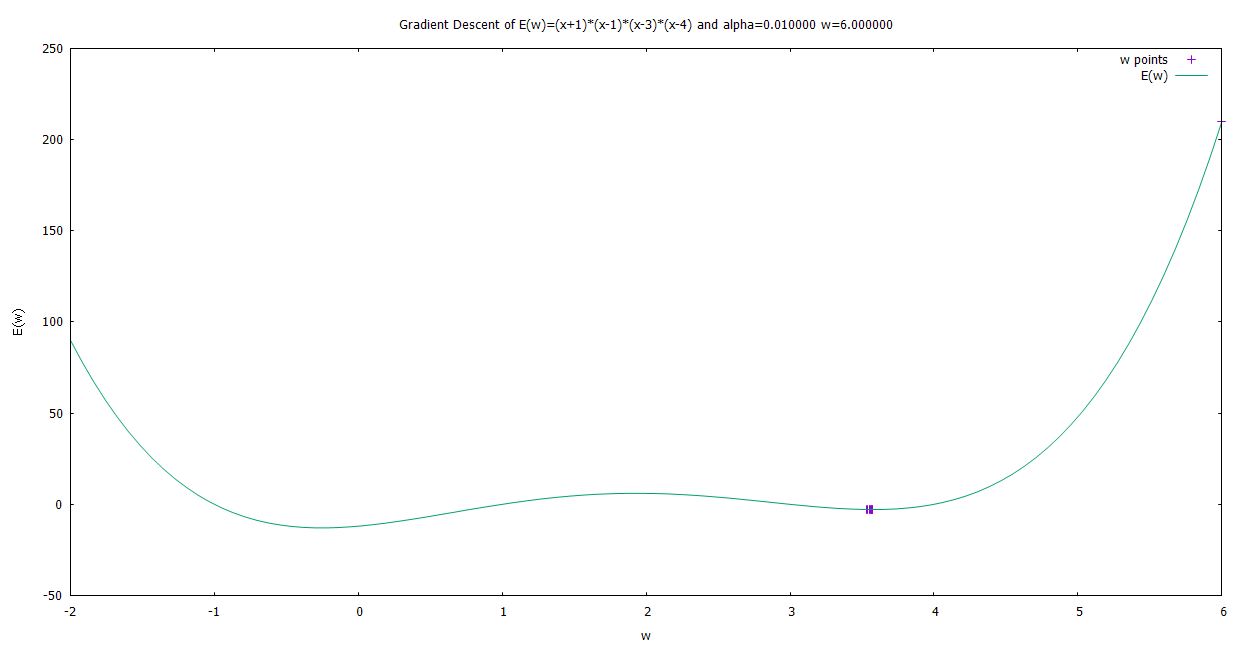 Gradient Descent of E(w)=(x+1)*(x-1)*(x-3)*(x-4) and alpha=0.010000 w=6.000000
250
200
150
100
50
0
-50
E(w)
w points
E(w)
-2 -1 0 1 2 3 4 5 6
w